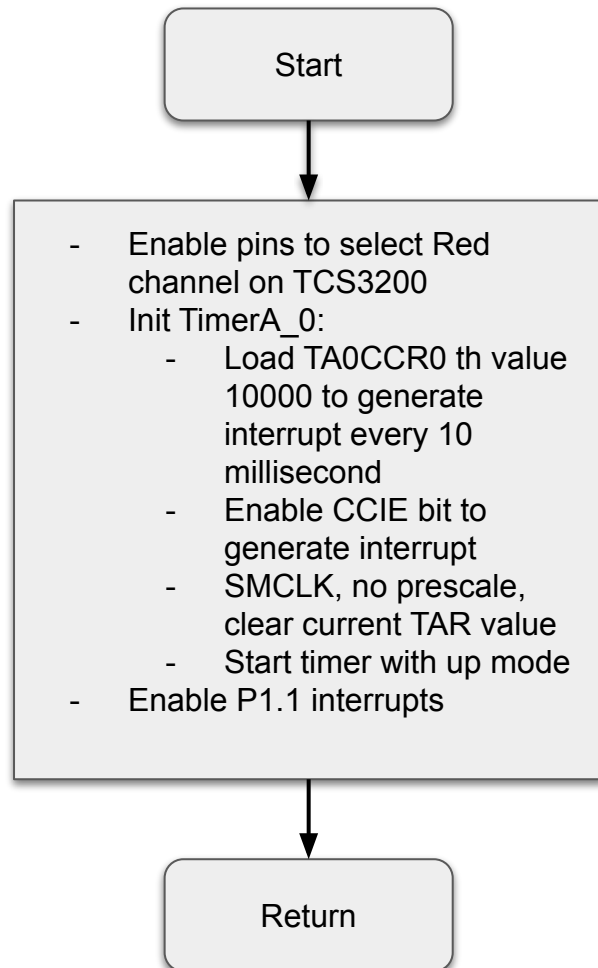 Start
- Enable pins to select Red
channel on TCS3200
- Init TimerA_0:
- Load TA0CCR0 th value
10000 to generate
interrupt every 10
millisecond
- Enable CCIE bit to
generate interrupt
- SMCLK, no prescale,
clear current TAR value
- Start timer with up mode
- Enable P1.1 interrupts
Return